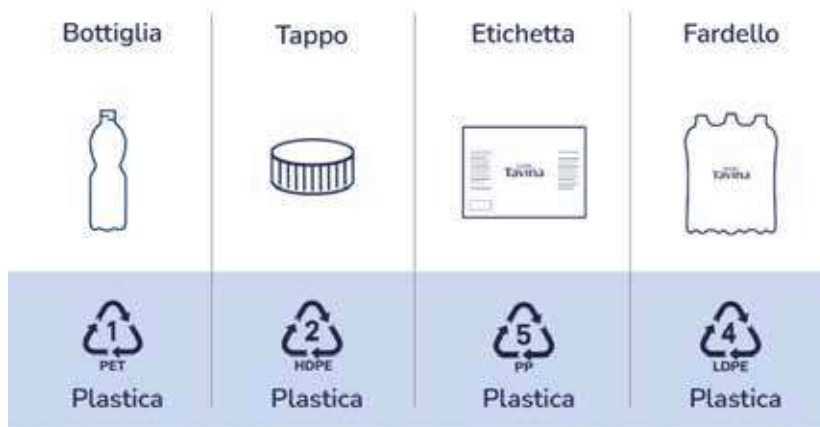 Bottiglia
Tappo
Etichetta
Fardello
Tavina
Tavina
1
PET
2
HDPE
5
PP
4
LDPE
Plastica
Plastica
Plastica
Plastica